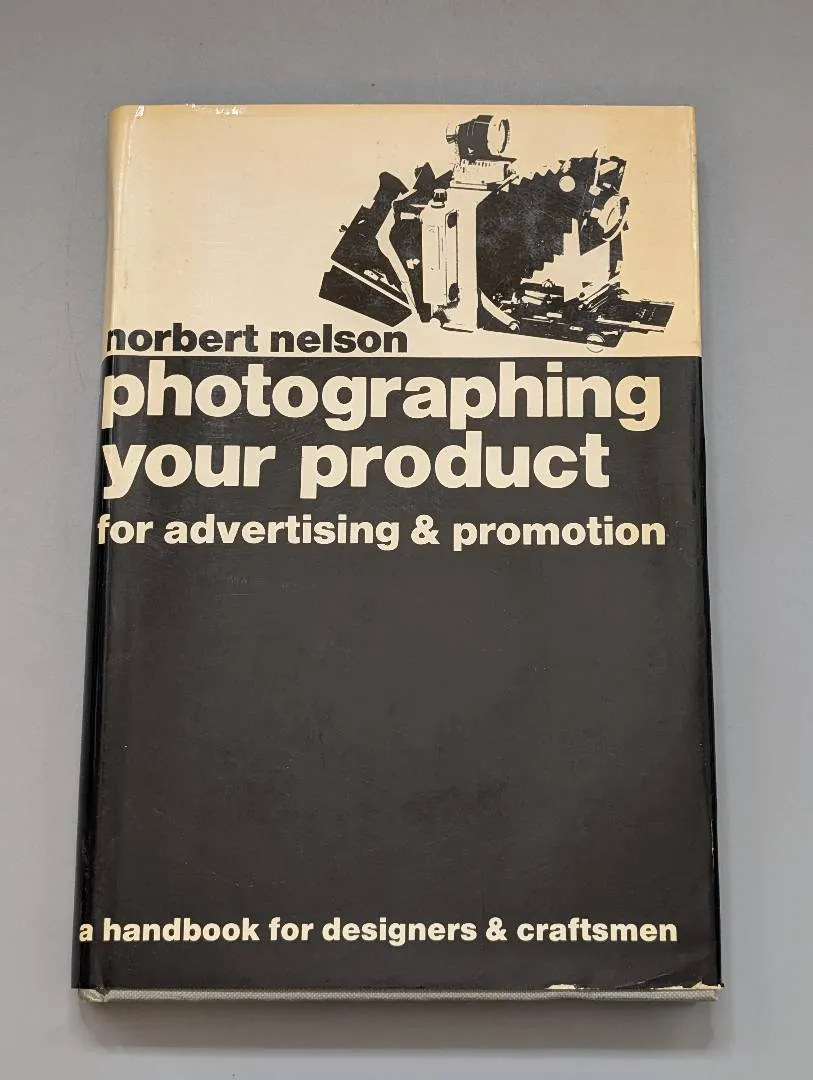 norbert nelson
photographing
your product
for advertising & promotion
a handbook for designers & craftsmen